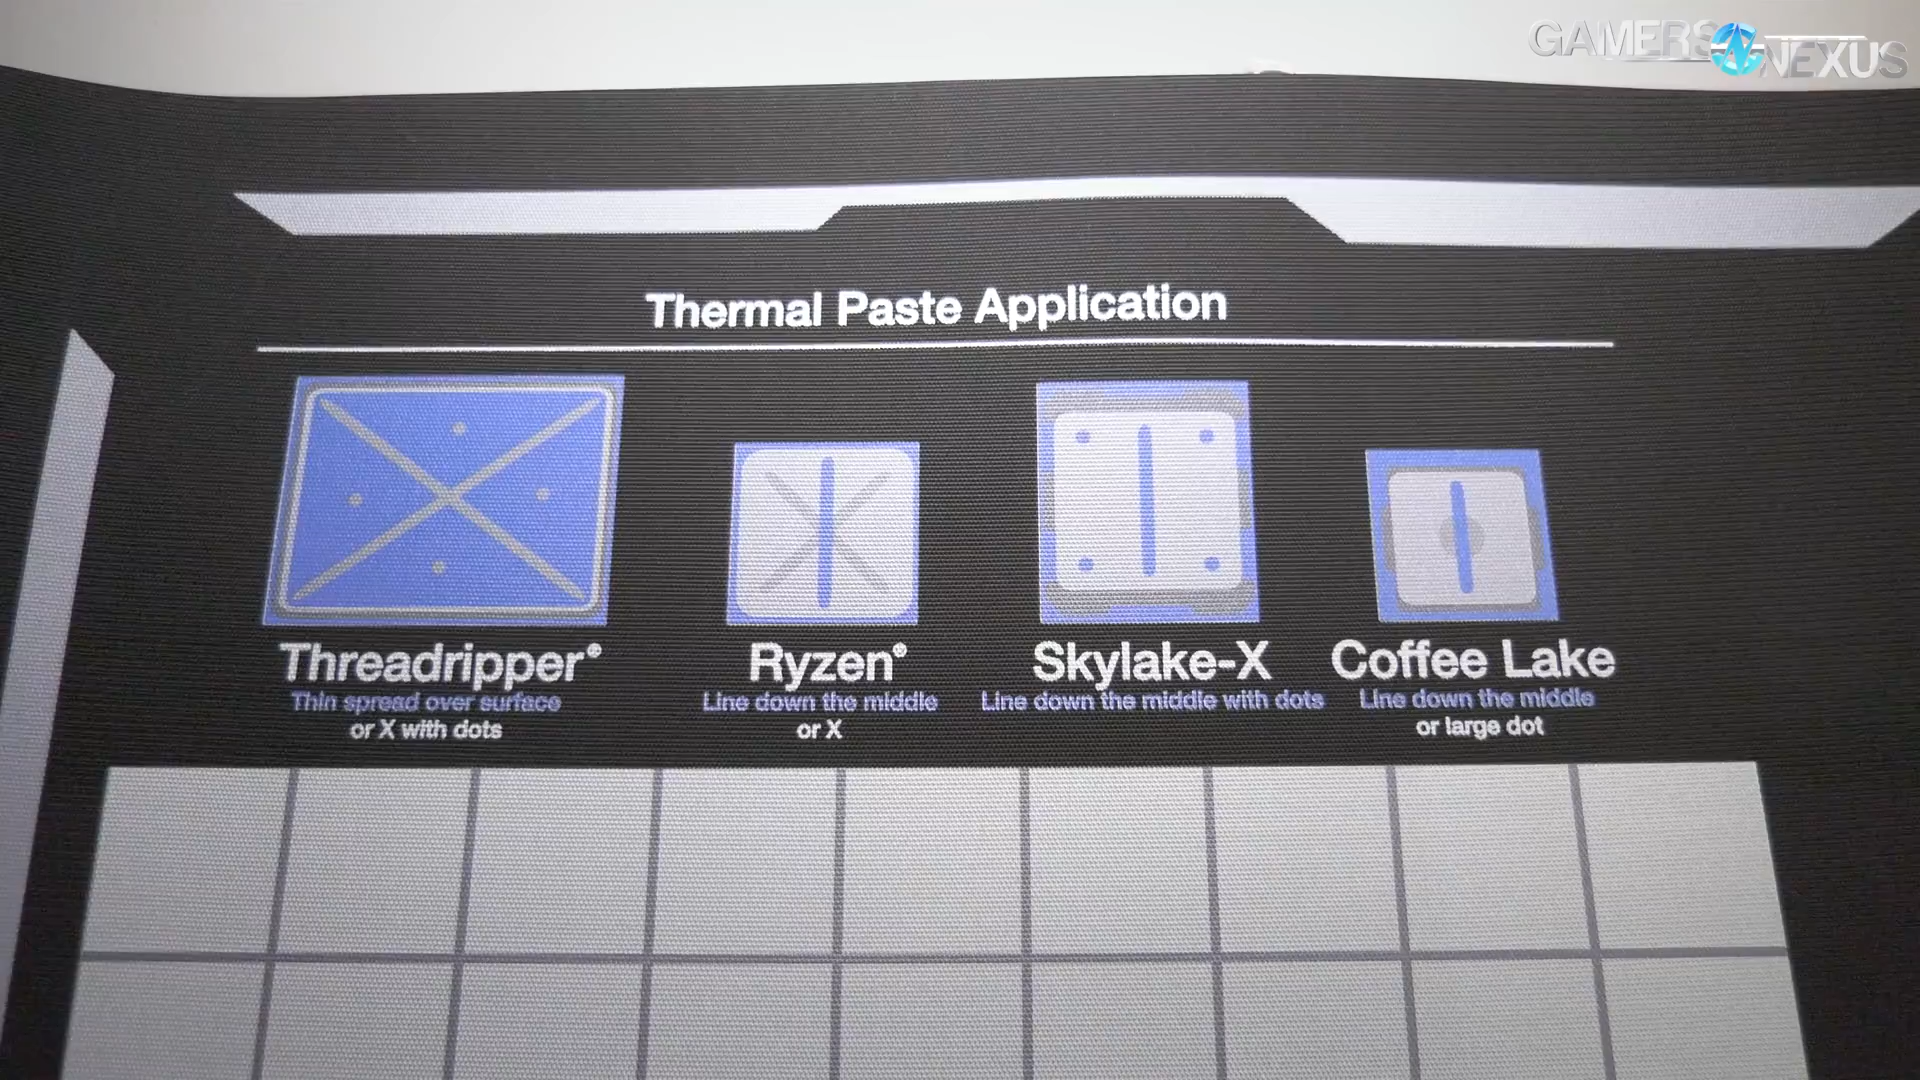 GAMERS NEXUS
Thermal Paste Application
Threadripper®
Thin spread over surface
or X with dots
Ryzen®
Line down the middle
or X
Skylake-X
Line down the middle with dots
Coffee Lake
Line down the middle
or large dot